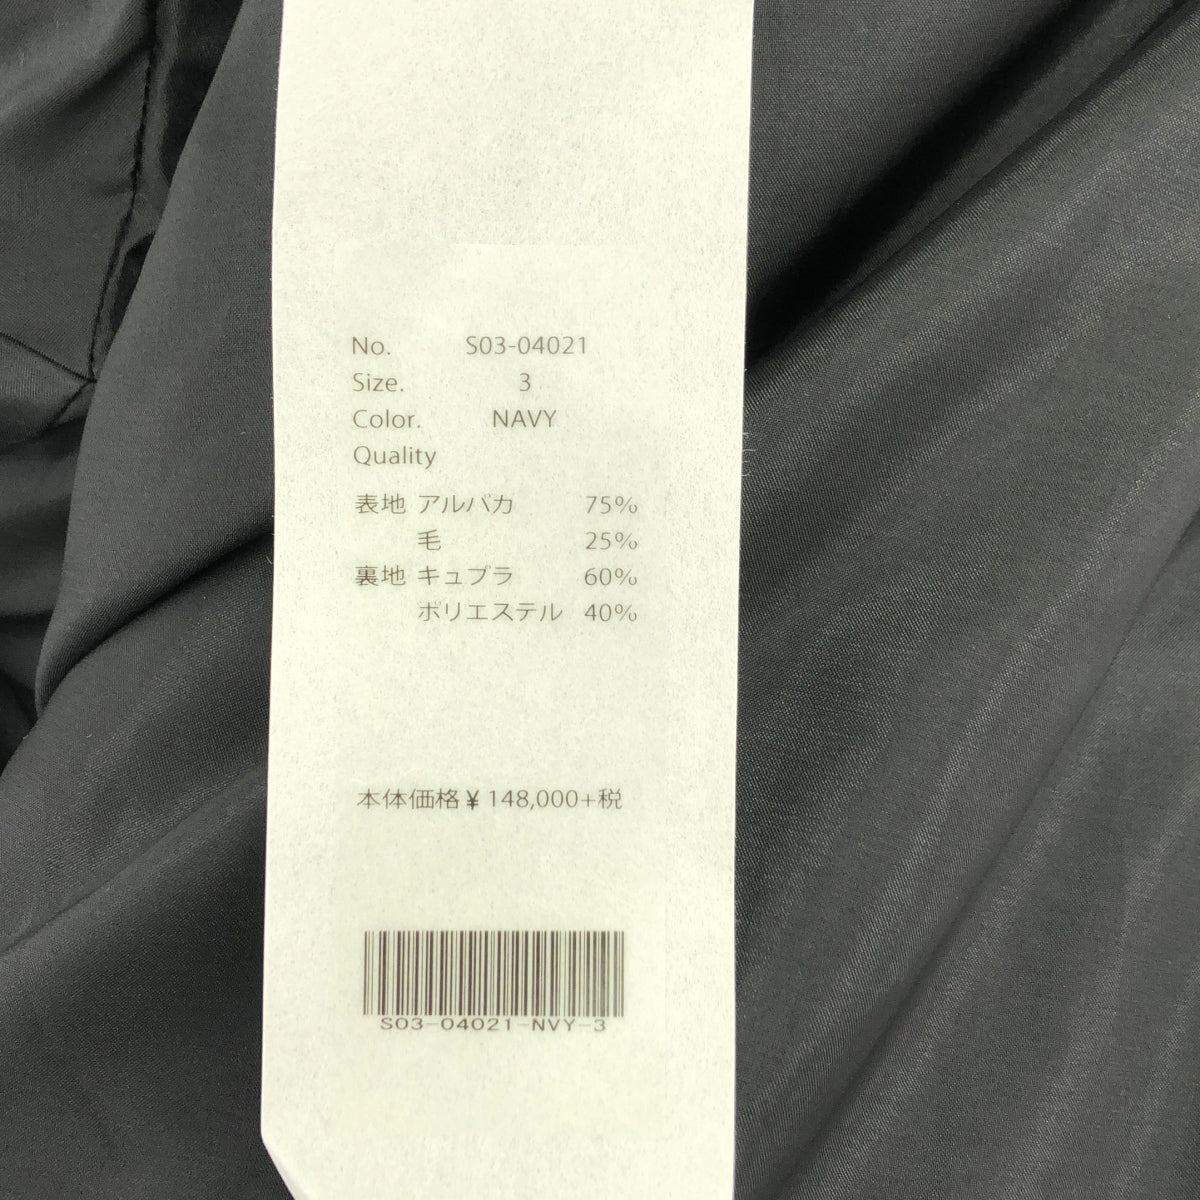 No. S03-04021
Size. 3
Color. NAVY
Quality
表地 アルパカ 75%
毛 25%
裏地 キュプラ 60%
ポリエステル 40%
本体価格¥ 148,000+税
S03-04021-NVY-3